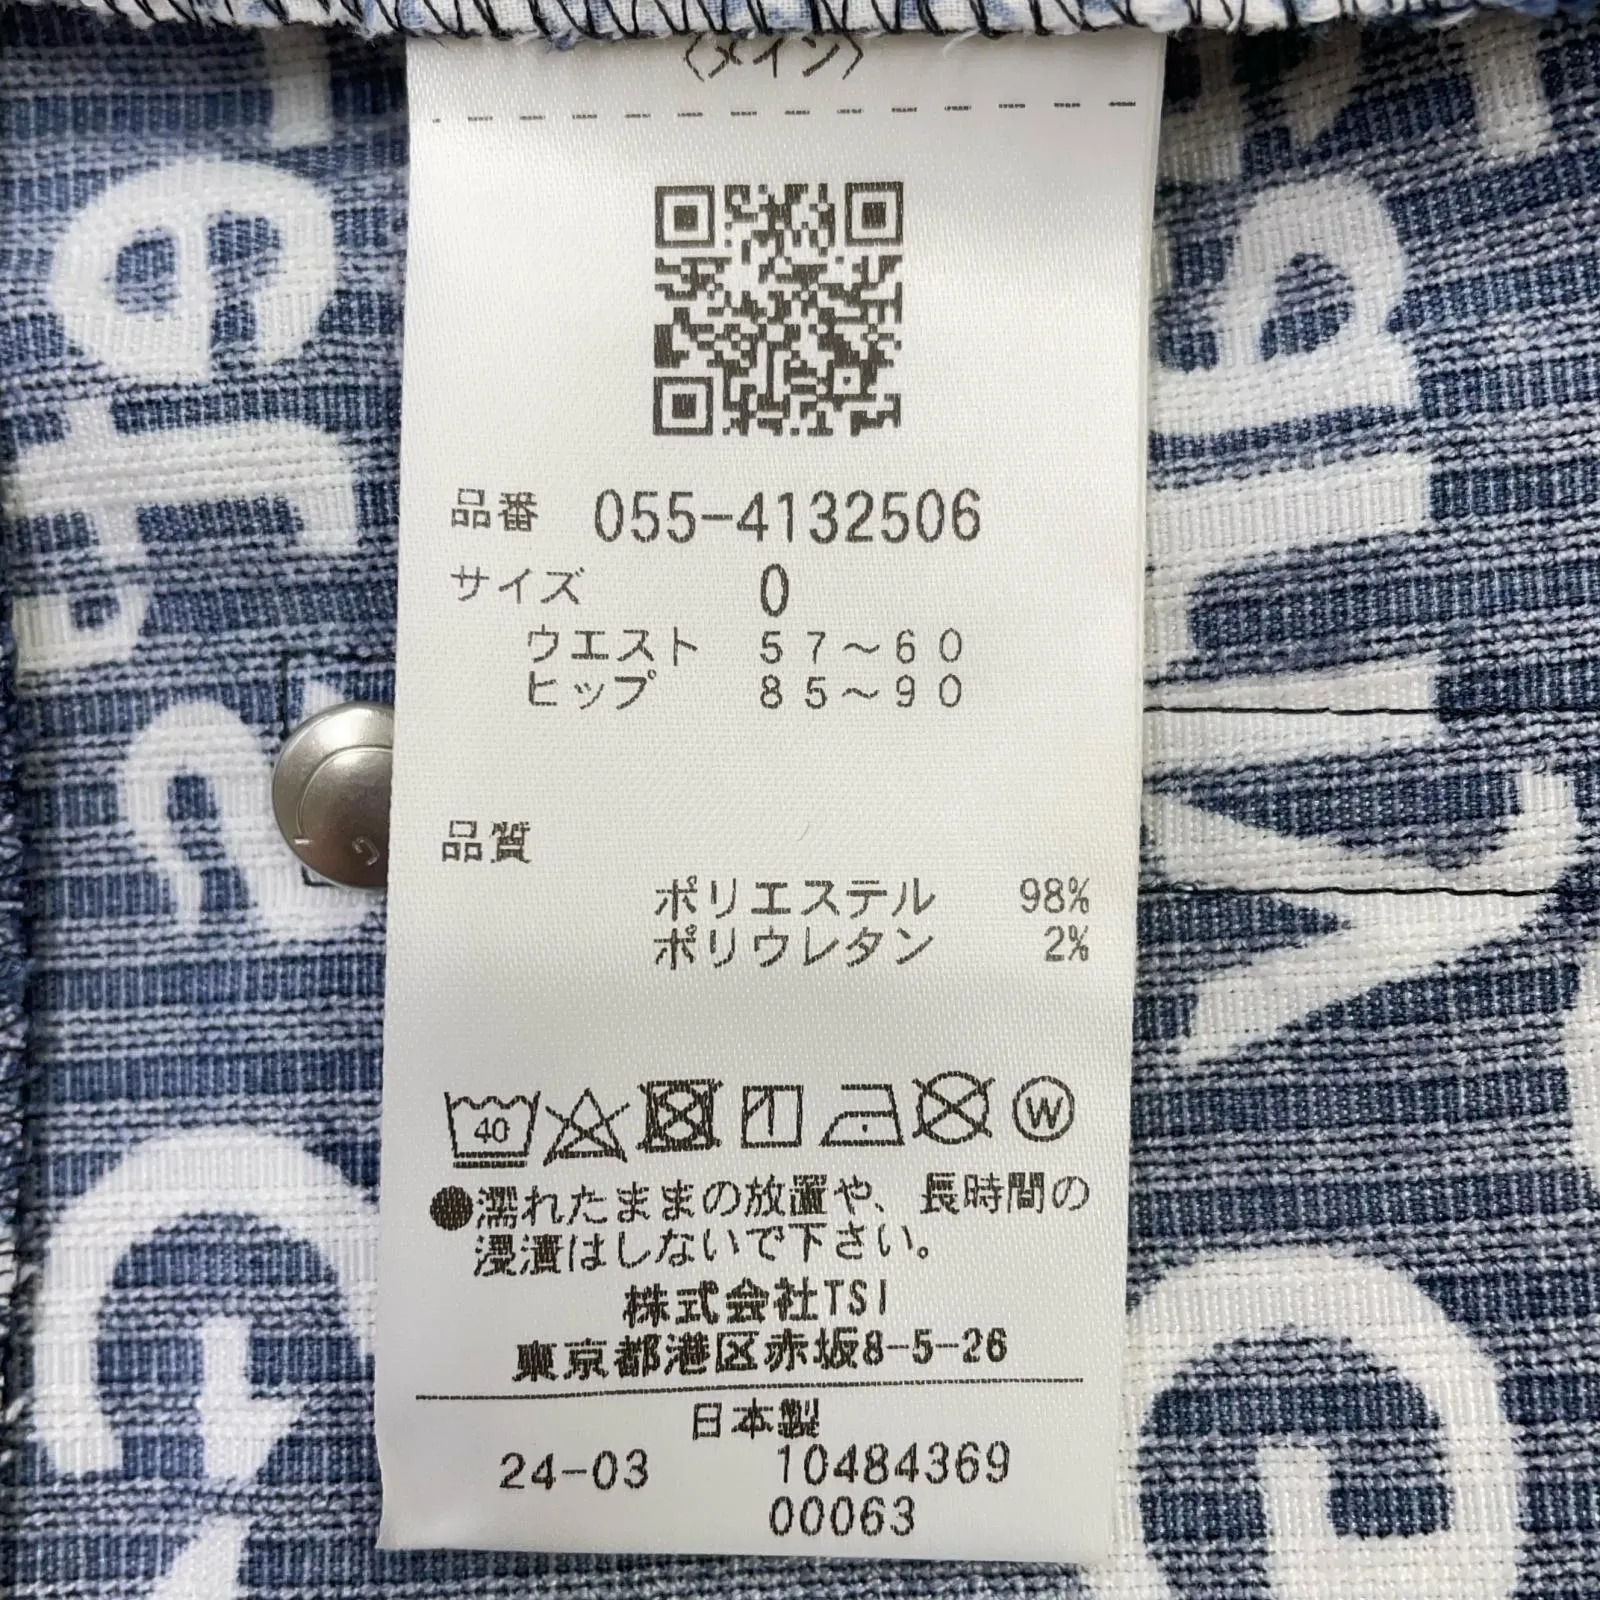 〈メイン〉
品番 055-4132506
サイズ 0
ウエスト 57〜60
ヒップ 85〜90
品質
ポリエステル 98%
ポリウレタン 2%
40 W
●濡れたままの放置や、長時間の
浸漬はしないで下さい。
株式会社TSI
東京都港区赤坂8-5-26
日本製
24-03 10484369
00063